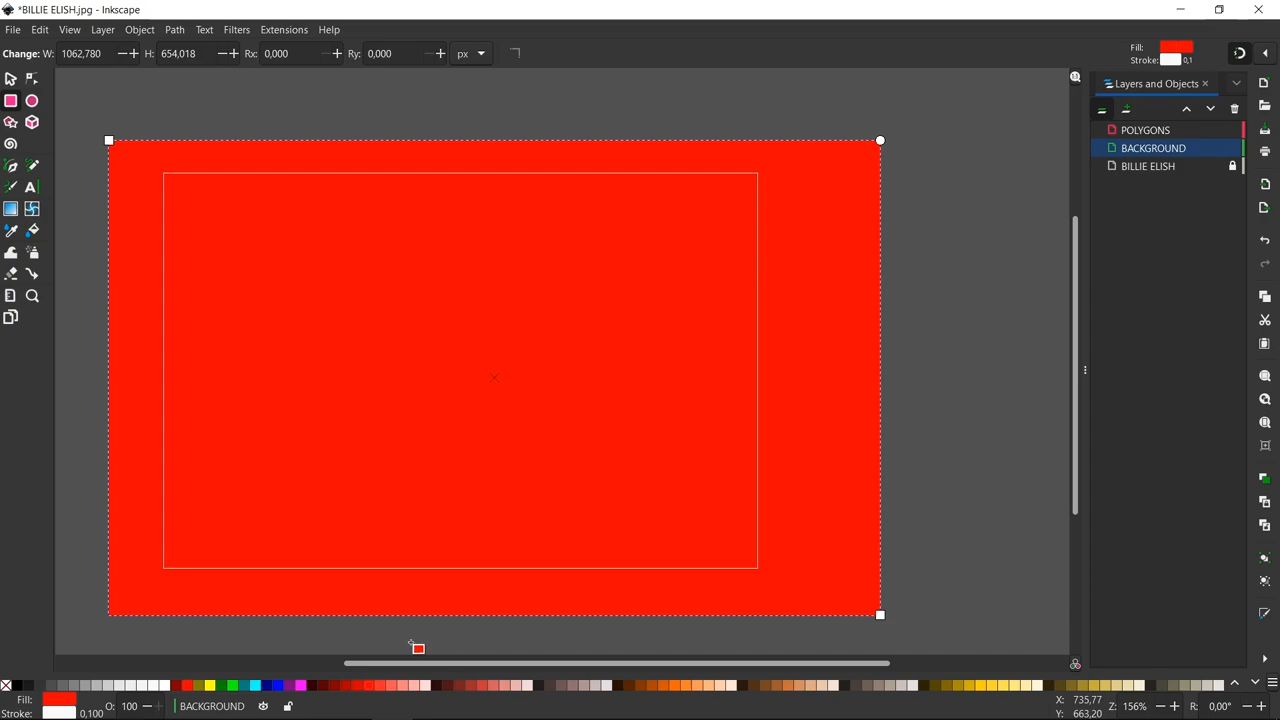 *BILLIE ELISH.jpg - Inkscape
File Edit View Layer Object Path Text Filters Extensions Help
Change: W: 1062,780 H: 654,018 Rx: 0,000 Ry: 0,000 px
Fill:
Stroke: 0,1
Layers and Objects
POLYGONS
BACKGROUND
BILLIE ELISH
Fill:
Stroke: 0,100
O: 100
BACKGROUND
X: 735,77
Y: 663,20
Z: 156%
R: 0,00°